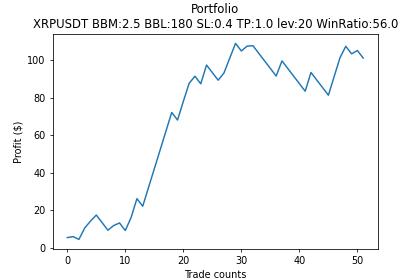 Portfolio
XRPUSDT BBM:2.5 BBL:180 SL:0.4 TP:1.0 lev:20 WinRatio:56.0
100
80
60
40
20
0
Profit ($)
0 10 20 30 40 50
Trade counts